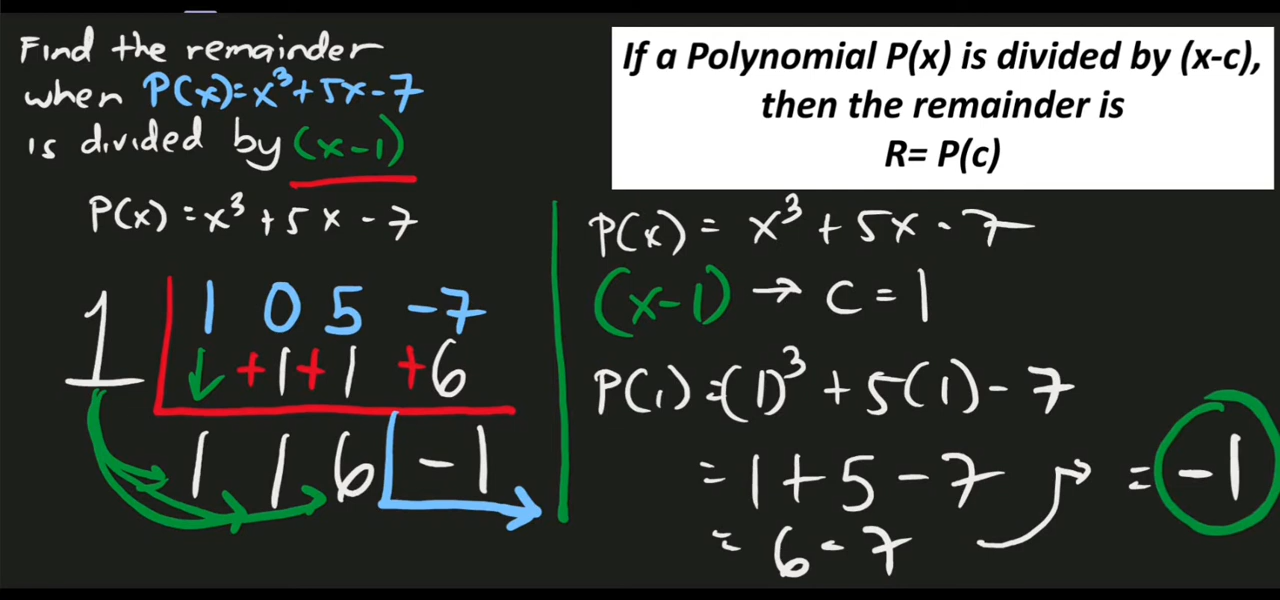 Find the remainder
when P(x)=x³+5x-7
is divided by (x-1)
P(x)=x³+5x-7
1 1 0 5 -7
+1+1 +6
1 1 6 -1
If a Polynomial P(x) is divided by (x-c),
then the remainder is
R= P(c)
P(x)= x³+5x-7
(x-1) → c=1
P(1)=(1)³+5(1)-7
=1+5-7
=6-7
=-1